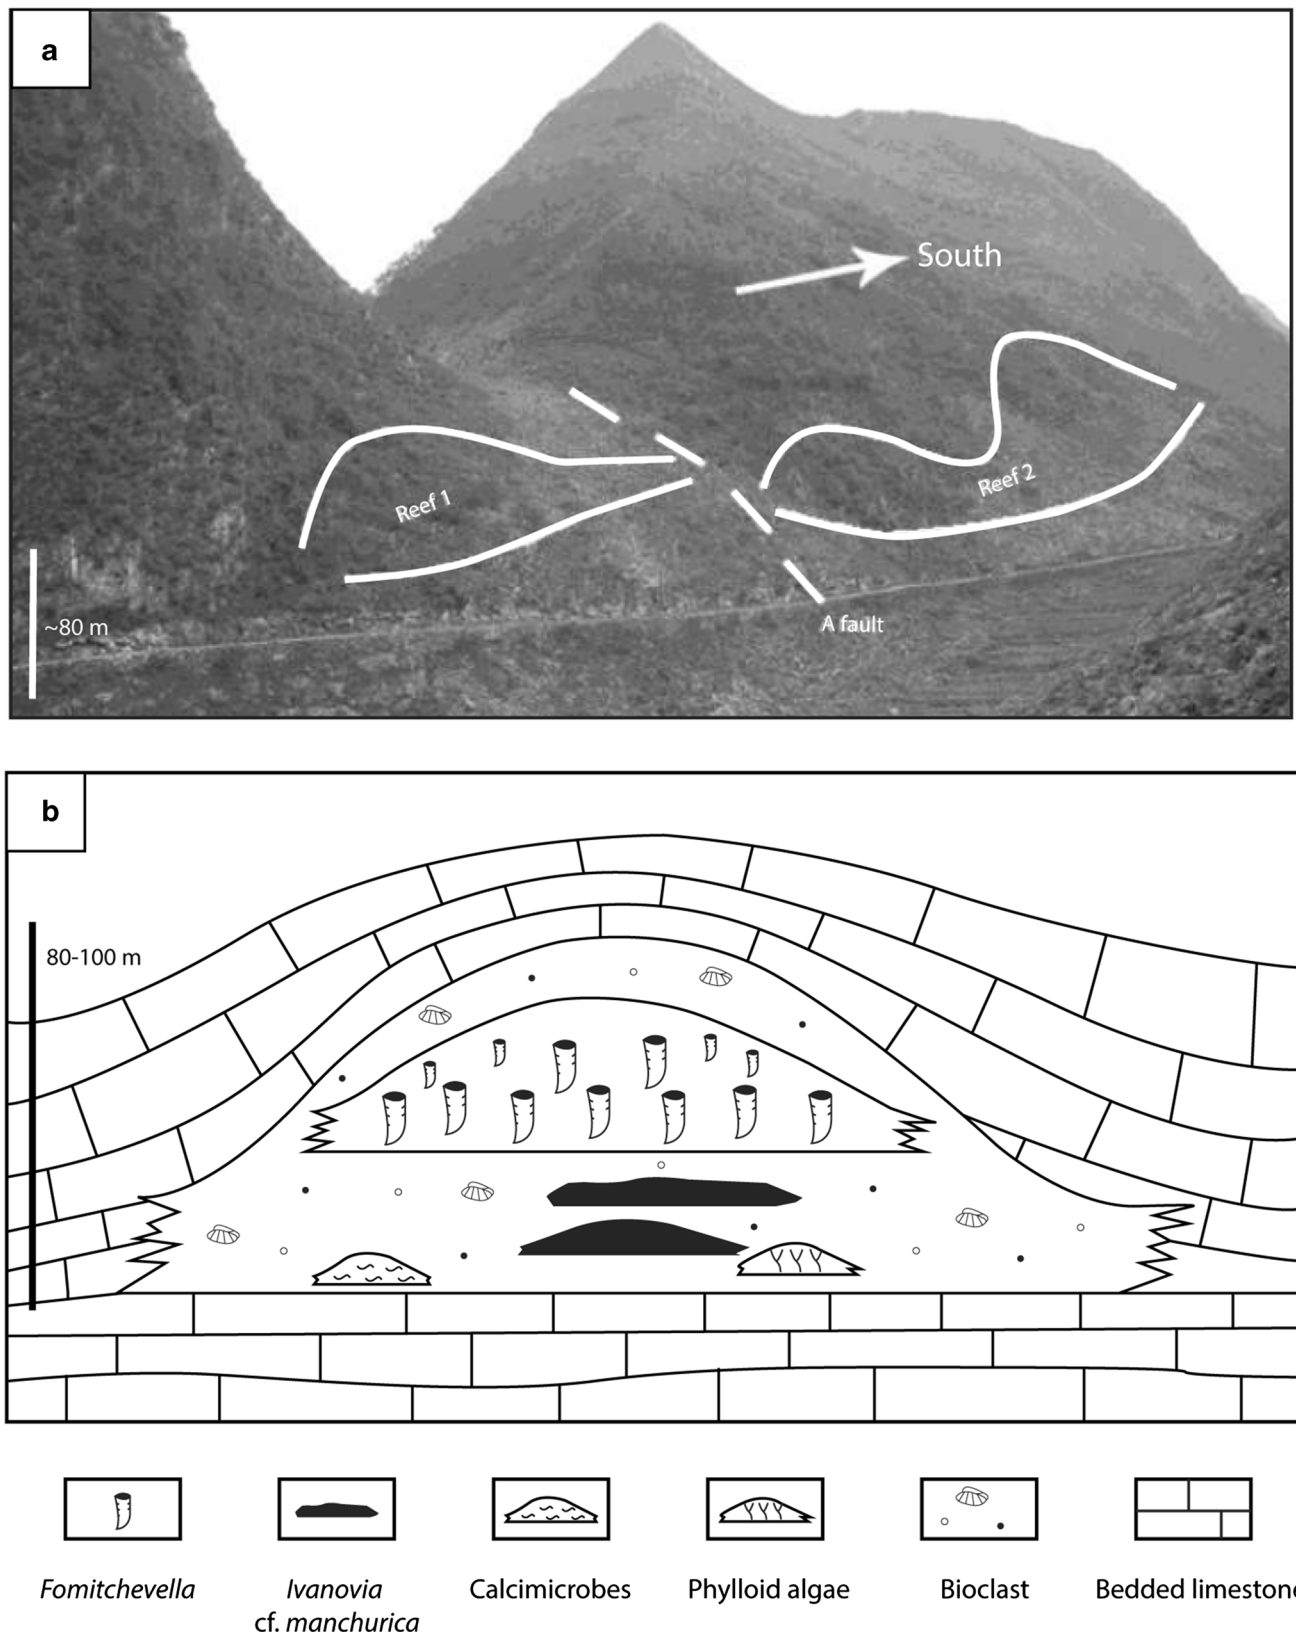 a
South
Reef 1
Reef 2
~80 m
A fault
b
80-100 m
Fomitchevella
Ivanovia
cf. manchurica
Calcimicrobes
Phylloid algae
Bioclast
Bedded limestone